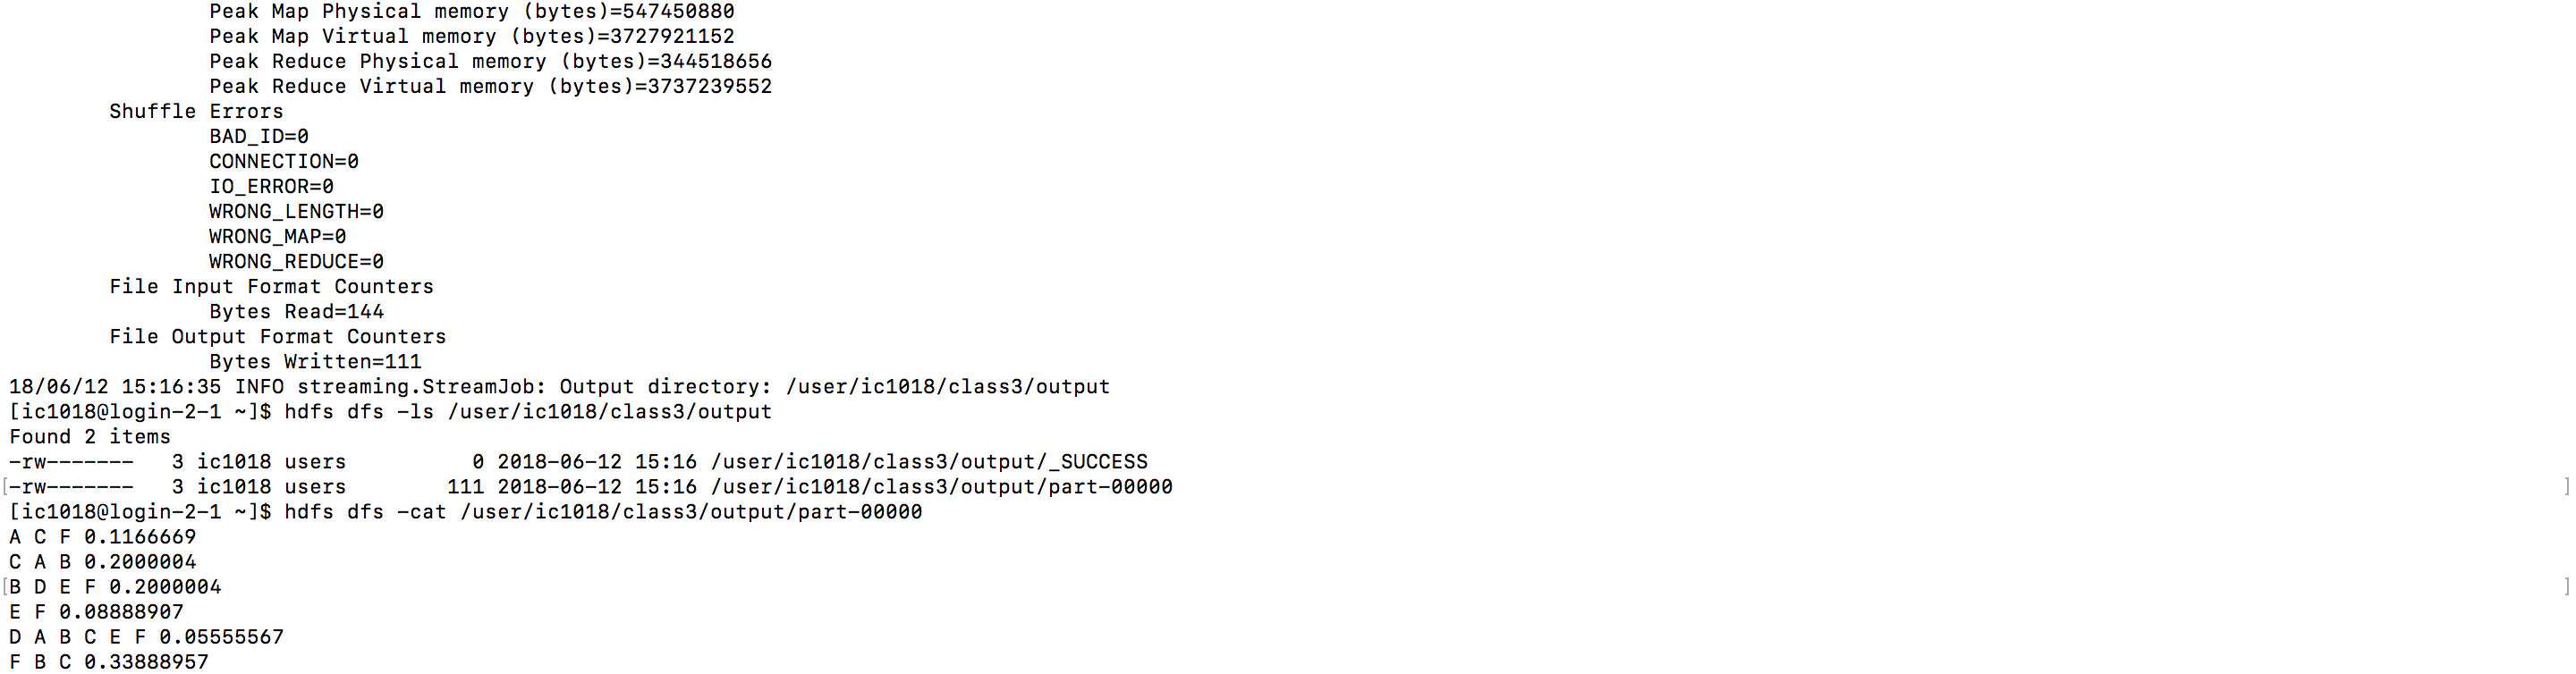 Peak Map Physical memory (bytes)=547450880
Peak Map Virtual memory (bytes)=3727921152
Peak Reduce Physical memory (bytes)=344518656
Peak Reduce Virtual memory (bytes)=3737239552
Shuffle Errors
BAD_ID=0
CONNECTION=0
IO_ERROR=0
WRONG_LENGTH=0
WRONG_MAP=0
WRONG_REDUCE=0
File Input Format Counters
Bytes Read=144
File Output Format Counters
Bytes Written=111
18/06/12 15:16:35 INFO streaming.StreamJob: Output directory: /user/ic1018/class3/output
[ic1018@login-2-1 ~]$ hdfs dfs -ls /user/ic1018/class3/output
Found 2 items
-rw-------   3 ic1018 users          0 2018-06-12 15:16 /user/ic1018/class3/output/_SUCCESS
[-rw-------   3 ic1018 users        111 2018-06-12 15:16 /user/ic1018/class3/output/part-00000 ]
[ic1018@login-2-1 ~]$ hdfs dfs -cat /user/ic1018/class3/output/part-00000
A C F 0.1166669
C A B 0.2000004
[B D E F 0.2000004 ]
E F 0.08888907
D A B C E F 0.05555567
F B C 0.33888957